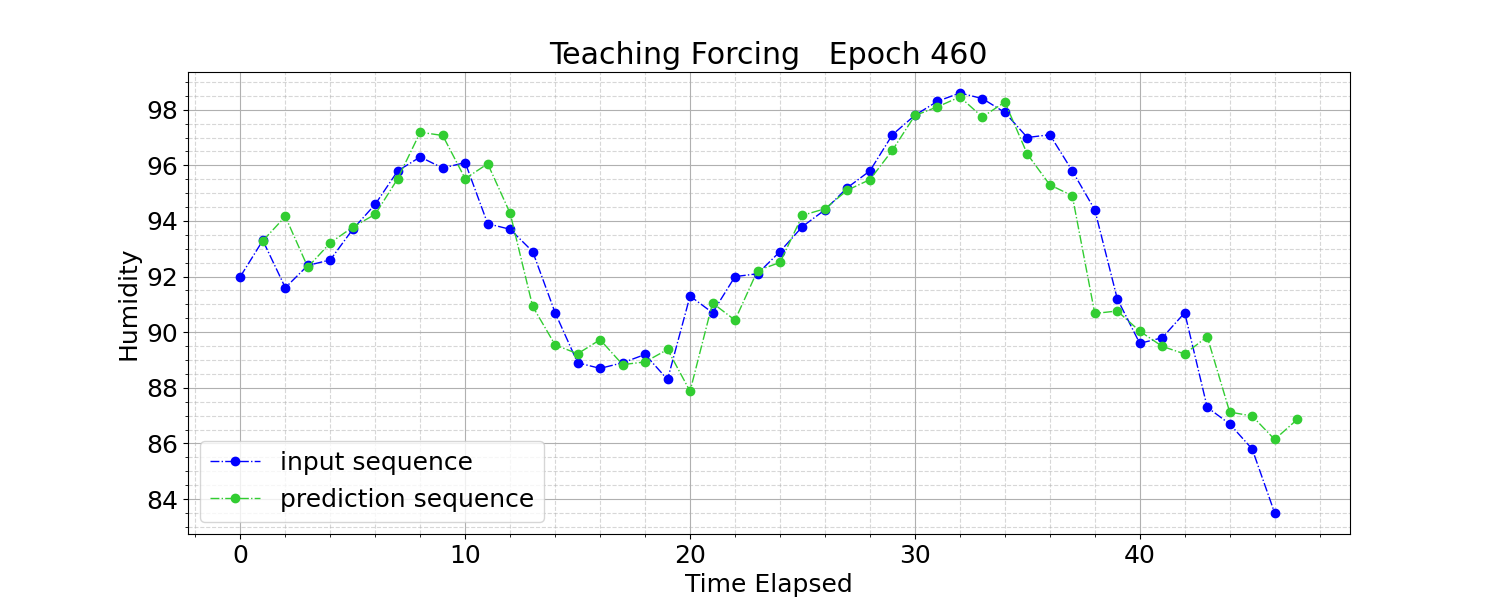 Teaching Forcing   Epoch 460
Humidity
98
96
94
92
90
88
86
84
input sequence
prediction sequence
0 10 20 30 40
Time Elapsed